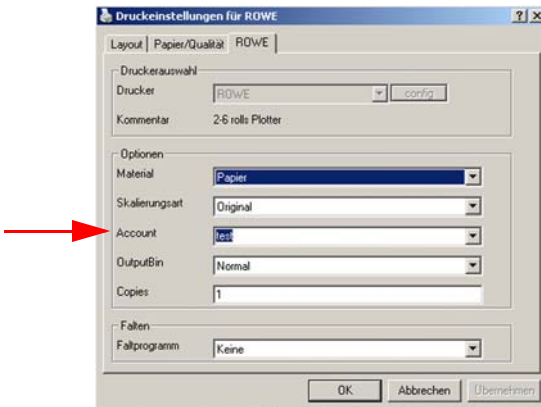 Druckeinstellungen für ROWE
Layout Papier/Qualität ROWE
Druckerauswahl
Drucker ROWE config
Kommentar 2-6 rolls Plotter
Optionen
Material Papier
Skalierungsart Original
Account test
OutputBin Normal
Copies 1
Falten
Faltprogramm Keine
OK Abbrechen Übernehmen